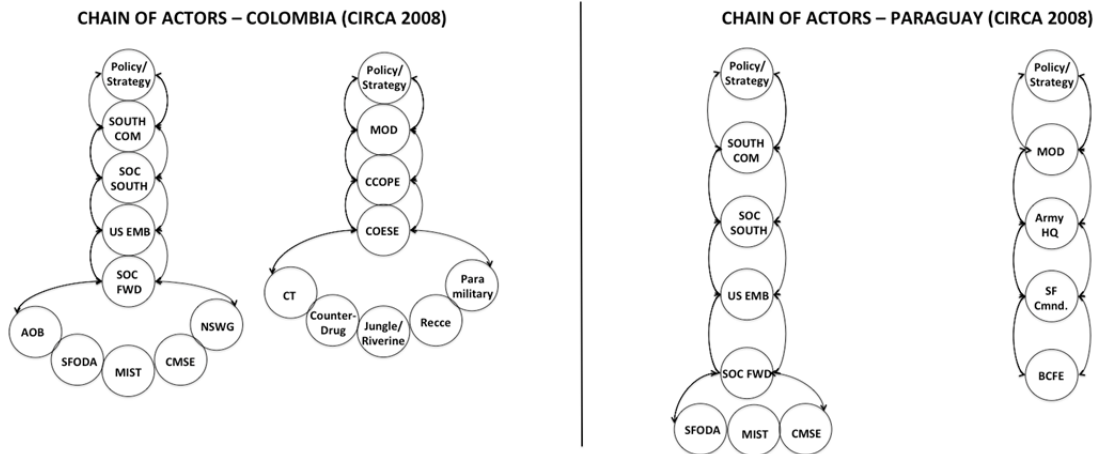 CHAIN OF ACTORS – COLOMBIA (CIRCA 2008)
Policy/
Strategy
SOUTH
COM
SOC
SOUTH
US EMB
SOC
FWD
AOB
SFODA
MIST
CMSE
NSWG
Policy/
Strategy
MOD
CCOPE
COESE
CT
Counter-
Drug
Jungle/
Riverine
Recce
Para
military
CHAIN OF ACTORS – PARAGUAY (CIRCA 2008)
Policy/
Strategy
SOUTH
COM
SOC
SOUTH
US EMB
SOC FWD
SFODA
MIST
CMSE
Policy/
Strategy
MOD
Army
HQ
SF
Cmnd.
BCFE